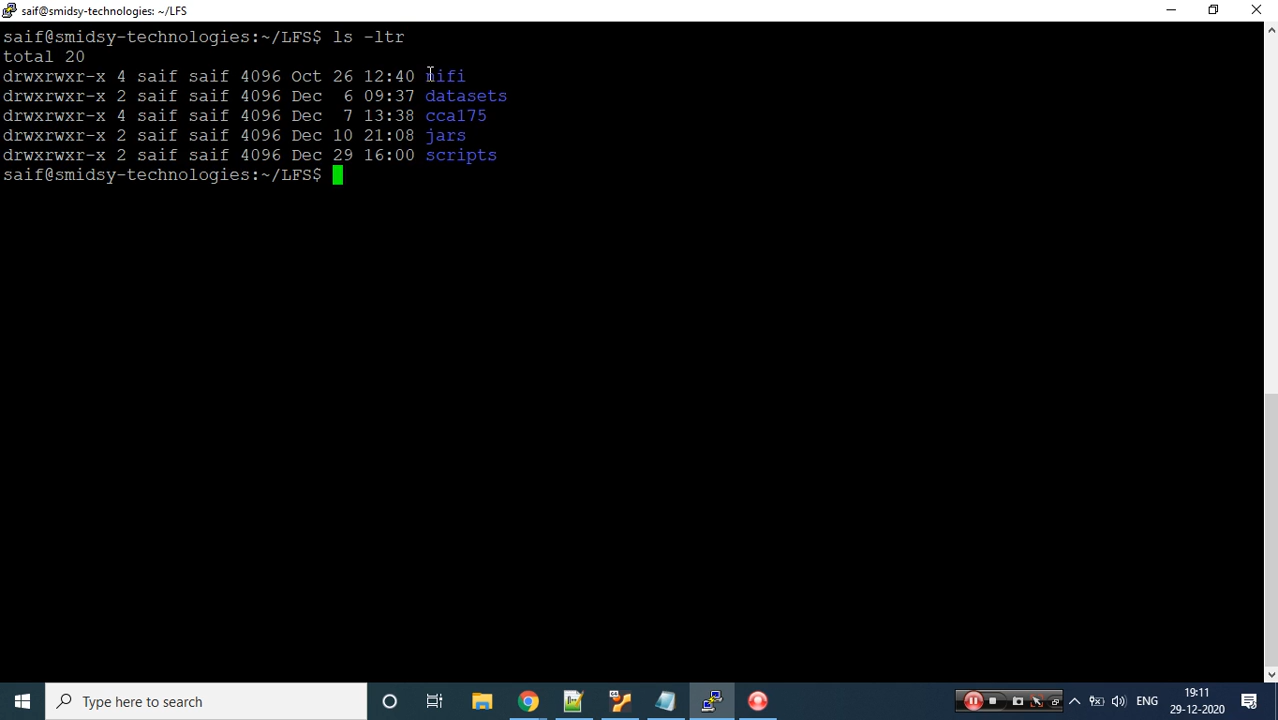 saif@smidsy-technologies: ~/LFS
saif@smidsy-technologies:~/LFS$ ls -ltr
total 20
drwxrwxr-x 4 saif saif 4096 Oct 26 12:40 nifi
drwxrwxr-x 2 saif saif 4096 Dec  6 09:37 datasets
drwxrwxr-x 4 saif saif 4096 Dec  7 13:38 cca175
drwxrwxr-x 2 saif saif 4096 Dec 10 21:08 jars
drwxrwxr-x 2 saif saif 4096 Dec 29 16:00 scripts
saif@smidsy-technologies:~/LFS$
Type here to search
ENG
19:11
29-12-2020